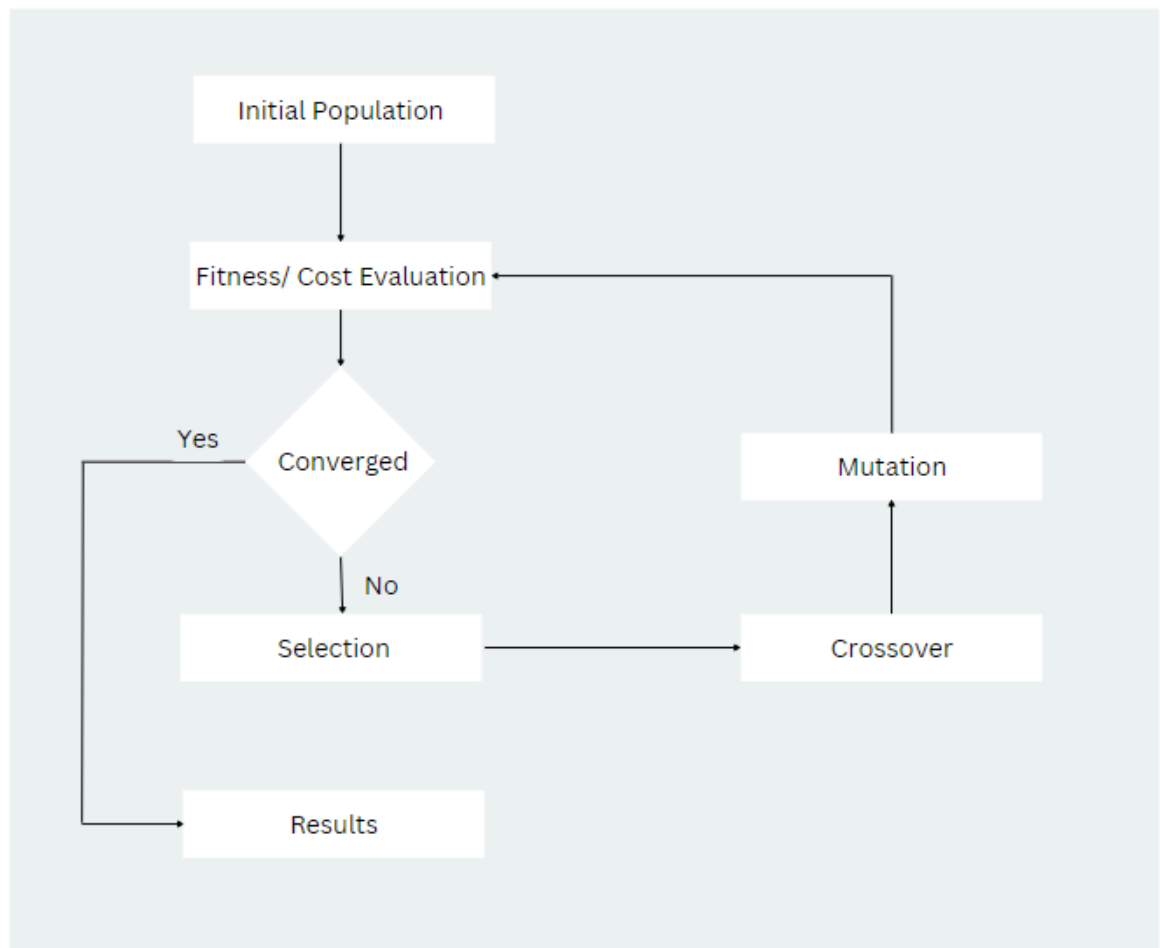 Initial Population
Fitness/ Cost Evaluation
Yes
Converged
Mutation
No
Selection
Crossover
Results